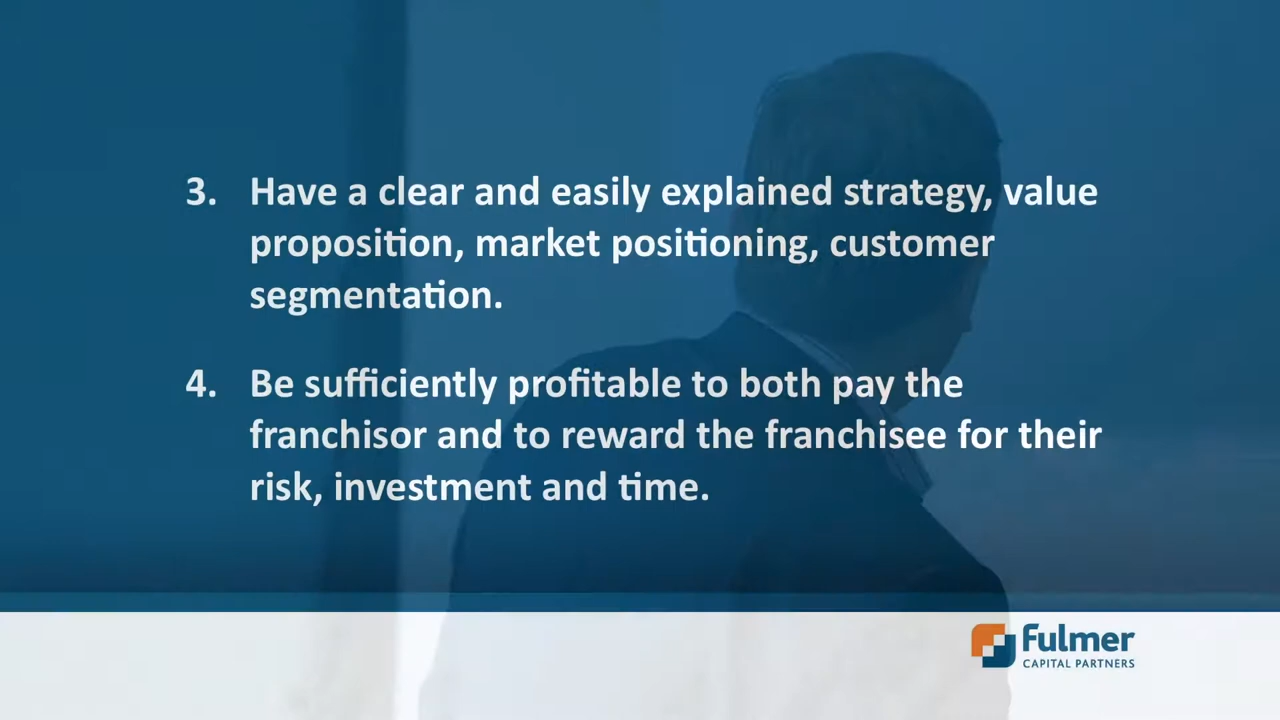 3. Have a clear and easily explained strategy, value
proposition, market positioning, customer
segmentation.
4. Be sufficiently profitable to both pay the
franchisor and to reward the franchisee for their
risk, investment and time.
Fulmer
CAPITAL PARTNERS